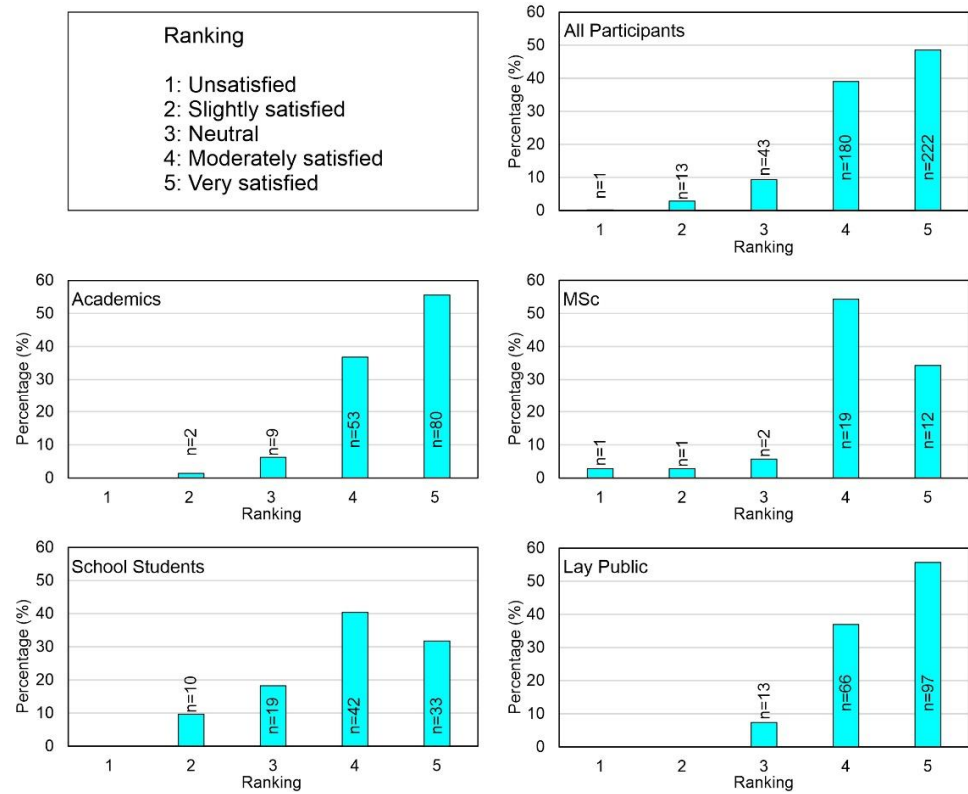 Ranking
1: Unsatisfied
2: Slightly satisfied
3: Neutral
4: Moderately satisfied
5: Very satisfied
All Participants
Percentage (%)
60
50
40
30
20
10
0
n=1
n=13
n=43
n=180
n=222
1 2 3 4 5
Ranking
Academics
Percentage (%)
60
50
40
30
20
10
0
n=2
n=9
n=53
n=80
1 2 3 4 5
Ranking
MSc
Percentage (%)
60
50
40
30
20
10
0
n=1
n=1
n=2
n=19
n=12
1 2 3 4 5
Ranking
School Students
Percentage (%)
60
50
40
30
20
10
0
n=10
n=19
n=42
n=33
1 2 3 4 5
Ranking
Lay Public
Percentage (%)
60
50
40
30
20
10
0
n=13
n=66
n=97
1 2 3 4 5
Ranking